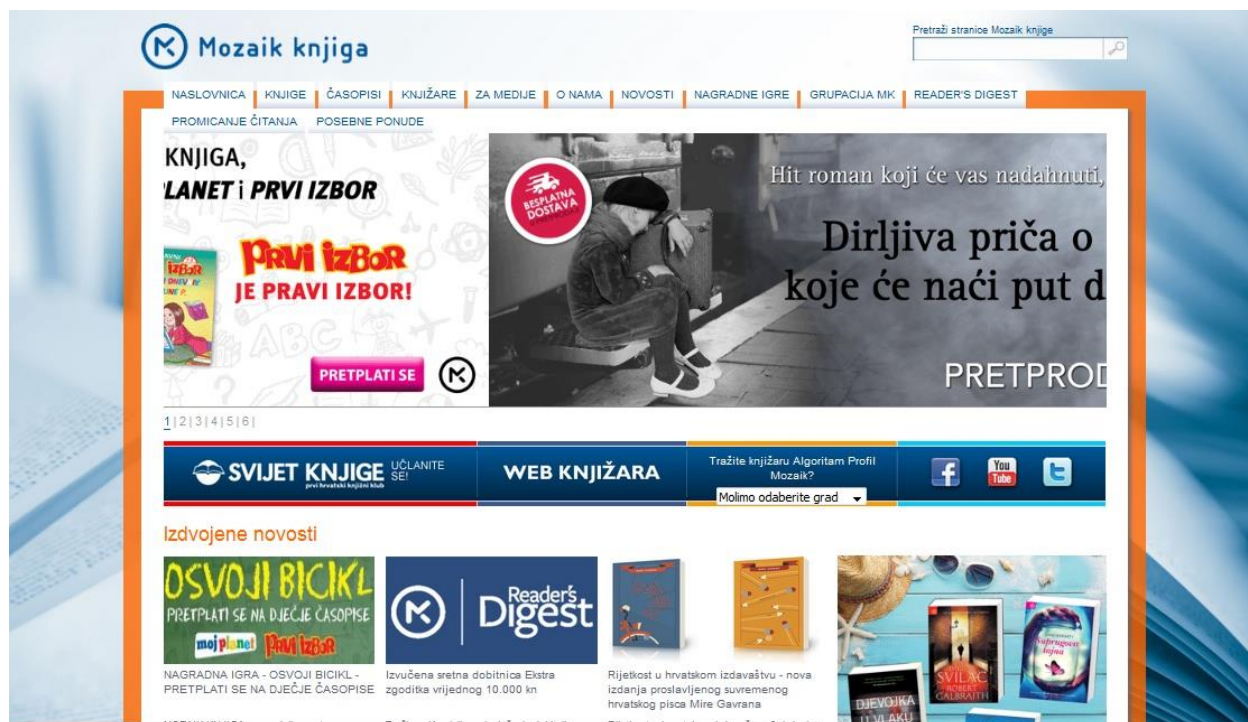 Mozaik knjiga
Pretraži stranice Mozaik knjige
NASLOVNICA
KNJIGE
ČASOPISI
KNJIŽARE
ZA MEDIJE
O NAMA
NOVOSTI
NAGRADNE IGRE
GRUPACIJA MK
READER'S DIGEST
PROMICANJE ČITANJA
POSEBNE PONUDE
KNJIGA,
LANET i PRVI IZBOR
PRVI IZBOR
JE PRAVI IZBOR!
IZBOR
ABC
PRETPLATI SE
BESPLATNA
DOSTAVA
Hit roman koji će vas nadahnuti,
Dirljiva priča o
koje će naći put d
PRETPROD
1|2|3|4|5|6|
SVIJET KNJIGE
prvi hrvatski knjižni klub
UČLANITE
SE!
WEB KNJIŽARA
Tražite knjižaru Algoritam Profil
Mozaik?
Molimo odaberite grad
You
Tube
Izdvojene novosti
OSVOJI BICIKL
PRETPLATI SE NA DJEČJE ČASOPISE
moj planet PRVI IZBOR
NAGRADNA IGRA - OSVOJI BICIKL -
PRETPLATI SE NA DJEČJE ČASOPISE
Reader's
Digest
Izvučena sretna dobitnica Ekstra
zgoditka vrijednog 10.000 kn
Rijetkost u hrvatskom izdavaštvu - nova
izdanja proslavljenog suvremenog
hrvatskog pisca Mire Gavrana
SVILAC
ROBERT
GALBRAITH
Suprugova
tajna
DJEVOJKA
U VLAKU